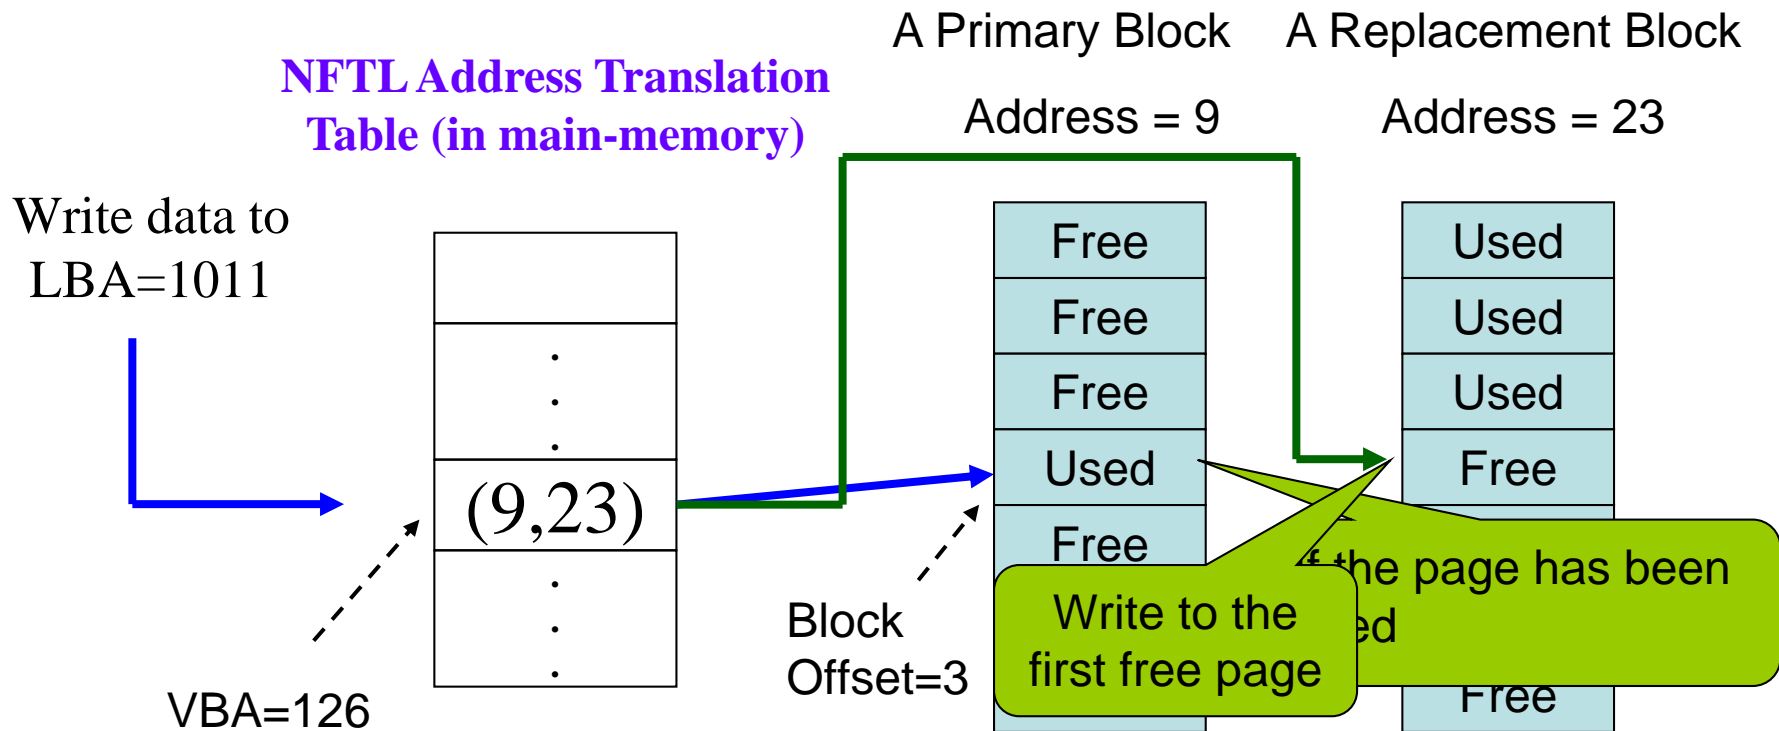 A Primary Block
A Replacement Block
NFTL Address Translation
Table (in main-memory)
Address = 9
Address = 23
Write data to
LBA=1011
Free
Used
Free
Used
Free
Used
Used
Free
(9,23)
Free
the page has been
Write to the
first free page
Block
Offset=3
Free
VBA=126